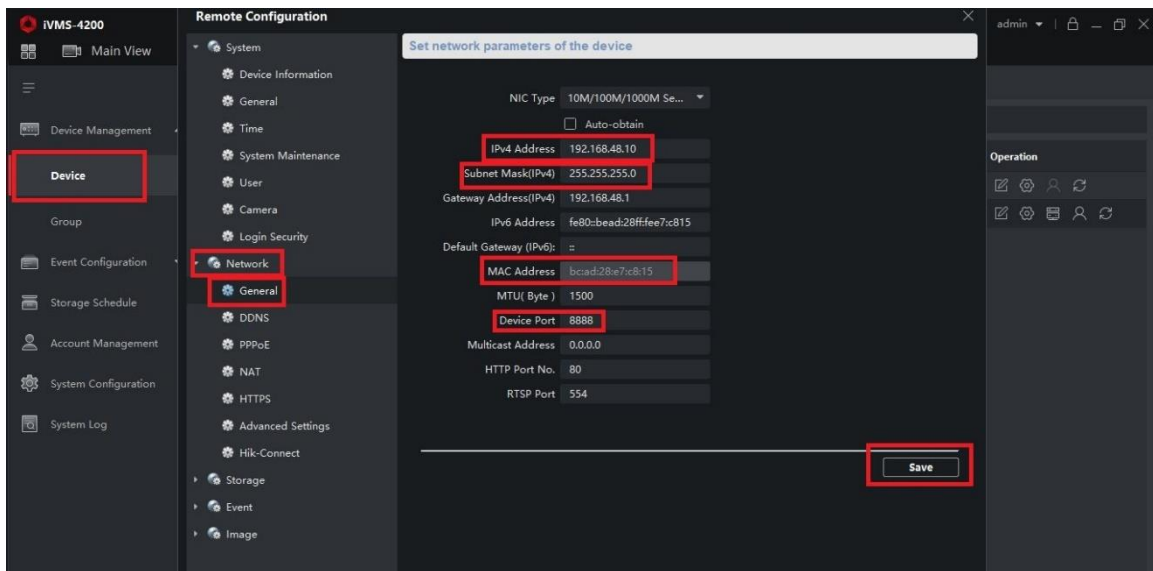 iVMS-4200
Main View
Device Management
Device
Group
Event Configuration
Storage Schedule
Account Management
System Configuration
System Log
Remote Configuration
System
Device Information
General
Time
System Maintenance
User
Camera
Login Security
Network
General
DDNS
PPPoE
NAT
HTTPS
Advanced Settings
Hik-Connect
Storage
Event
Image
Set network parameters of the device
NIC Type 10M/100M/1000M Se...
Auto-obtain
IPv4 Address 192.168.48.10
Subnet Mask(IPv4) 255.255.255.0
Gateway Address(IPv4) 192.168.48.1
IPv6 Address fe80::bead:28ff:fee7:c815
Default Gateway (IPv6): ::
MAC Address bc:ad:28:e7:c8:15
MTU( Byte ) 1500
Device Port 8888
Multicast Address 0.0.0.0
HTTP Port No. 80
RTSP Port 554
Save
admin
Operation